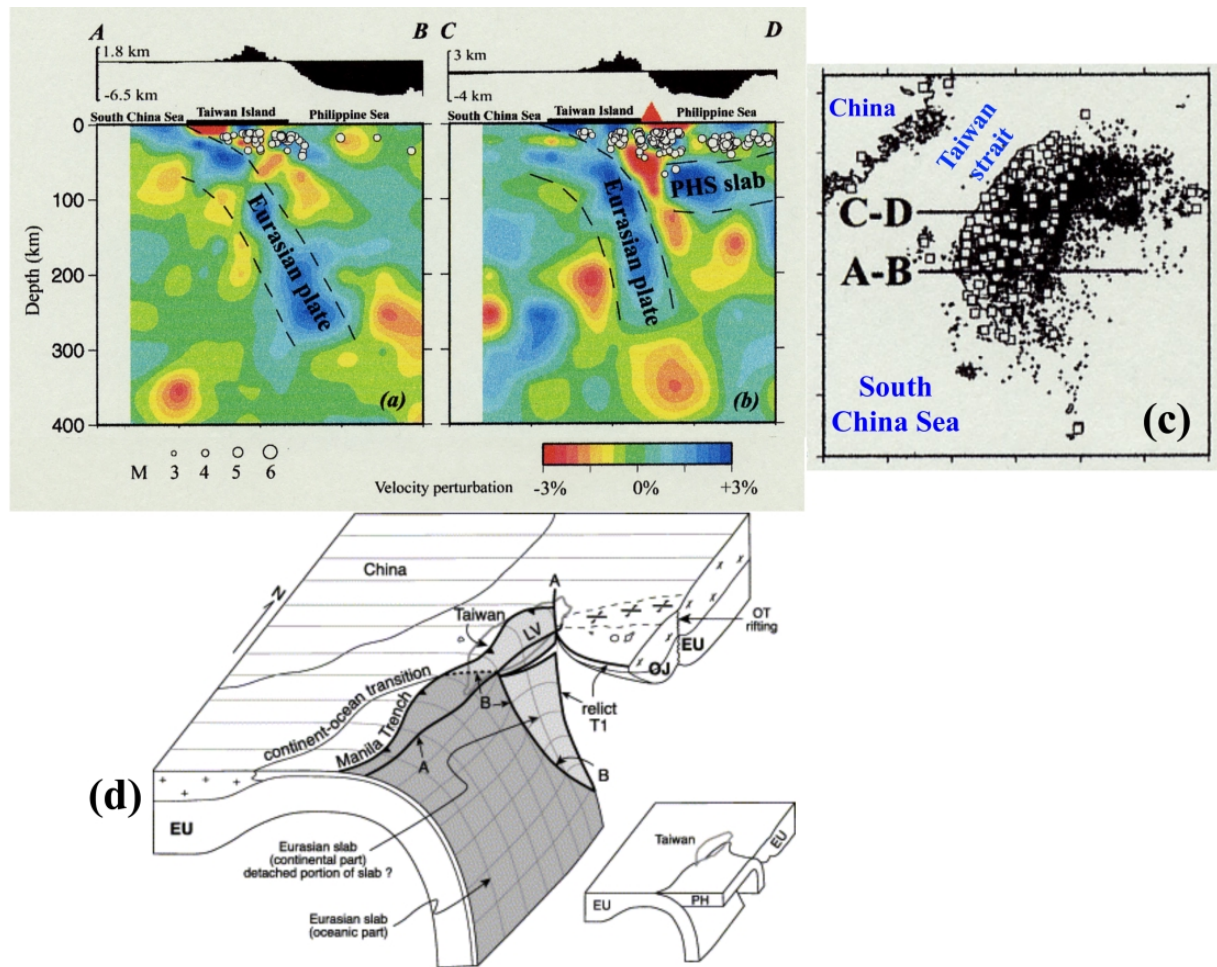 A B C D
1.8 km
-6.5 km
3 km
-4 km
South China Sea Taiwan Island Philippine Sea
South China Sea Taiwan Island Philippine Sea
0
100
200
300
400
Depth (km)
Eurasian plate
(a)
Eurasian plate
PHS slab
(b)
M 3 4 5 6
Velocity perturbation
-3% 0% +3%
China
Taiwan
strait
C-D
A-B
South
China Sea
(c)
China
N
A
Taiwan
LV
OT
rifting
EU
OJ
continent-ocean transition
B
relict
T1
Manila Trench
A
B
(d)
EU
Eurasian slab
(continental part)
detached portion of slab ?
Eurasian slab
(oceanic part)
Taiwan
EU
EU
PH